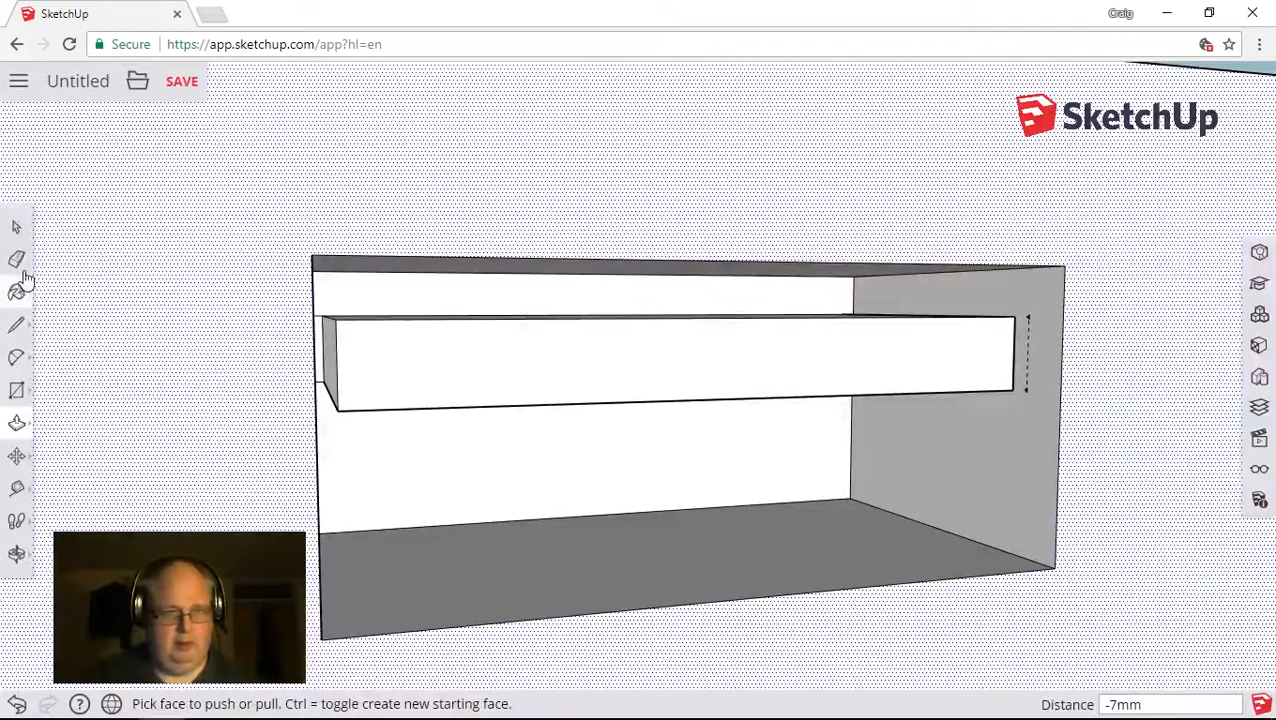 SketchUp
Craig
Secure
https://app.sketchup.com/app?hl=en
Untitled
SAVE
SketchUp
Pick face to push or pull. Ctrl = toggle create new starting face.
Distance
-7mm